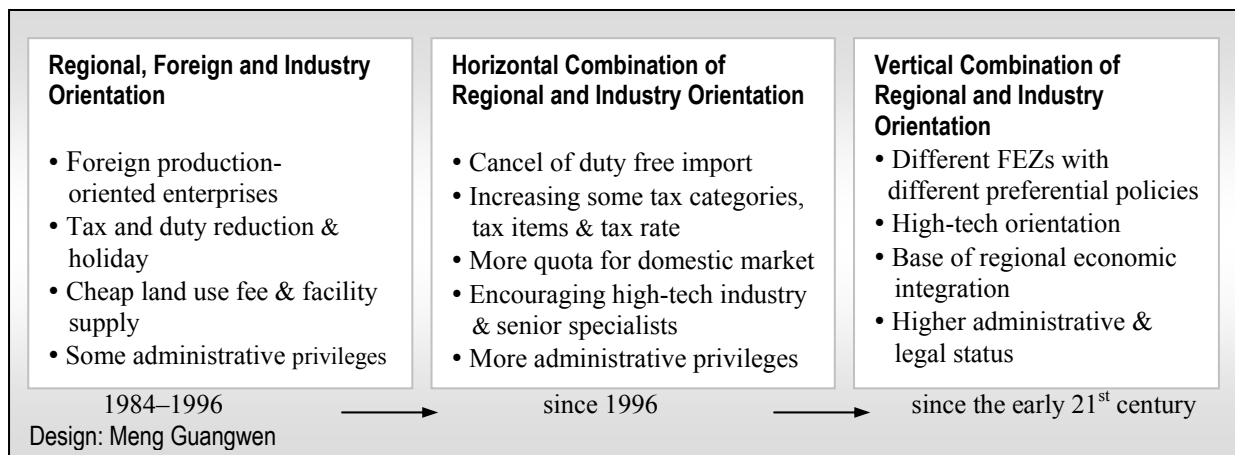 Regional, Foreign and Industry
Orientation
• Foreign production-
oriented enterprises
• Tax and duty reduction &
holiday
• Cheap land use fee & facility
supply
• Some administrative privileges
1984–1996
Horizontal Combination of
Regional and Industry Orientation
• Cancel of duty free import
• Increasing some tax categories,
tax items & tax rate
• More quota for domestic market
• Encouraging high-tech industry
& senior specialists
• More administrative privileges
since 1996
Vertical Combination of
Regional and Industry
Orientation
• Different FEZs with
different preferential policies
• High-tech orientation
• Base of regional economic
integration
• Higher administrative &
legal status
since the early 21st century
Design: Meng Guangwen